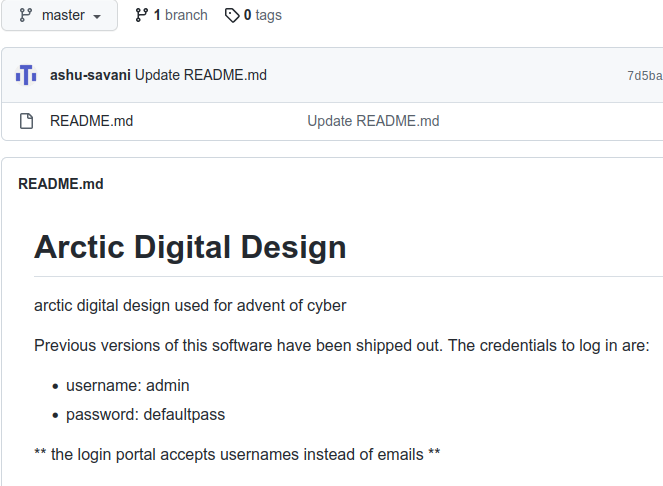 master 1 branch 0 tags
ashu-savani Update README.md 7d5ba
README.md Update README.md
README.md
Arctic Digital Design
arctic digital design used for advent of cyber
Previous versions of this software have been shipped out. The credentials to log in are:
• username: admin
• password: defaultpass
** the login portal accepts usernames instead of emails **